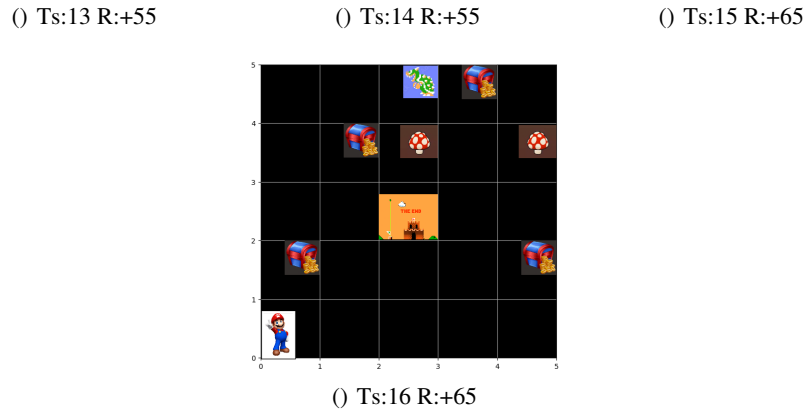 () Ts:13 R:+55
() Ts:14 R:+55
() Ts:15 R:+65
5
4
3
THE END
2
1
0
0 1 2 3 4 5
() Ts:16 R:+65